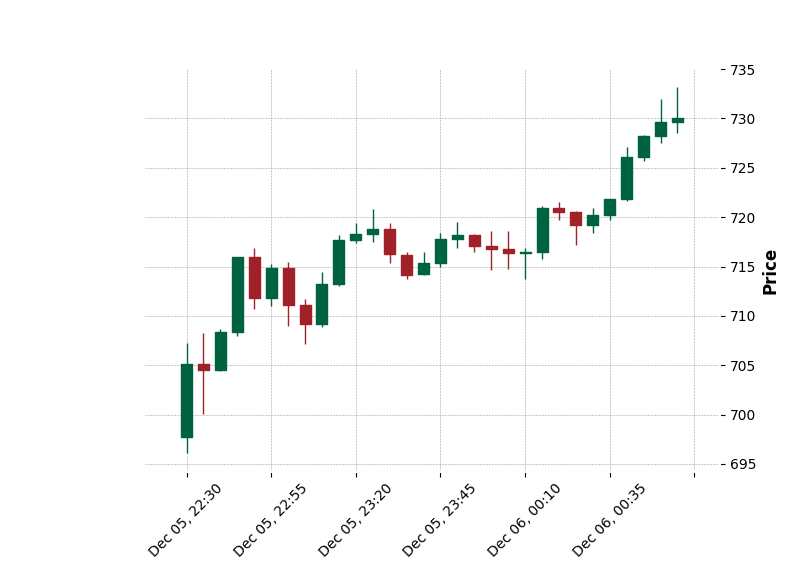 735
730
725
720
715
710
705
700
695
Price
Dec 05, 22:30
Dec 05, 22:55
Dec 05, 23:20
Dec 05, 23:45
Dec 06, 00:10
Dec 06, 00:35